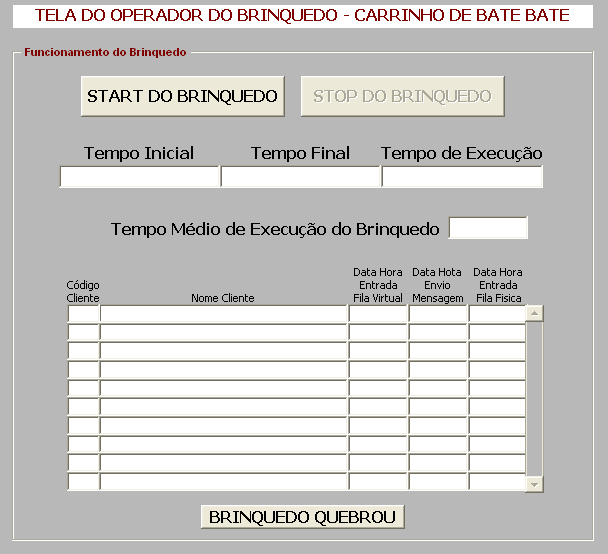 TELA DO OPERADOR DO BRINQUEDO - CARRINHO DE BATE BATE
Funcionamento do Brinquedo
START DO BRINQUEDO STOP DO BRINQUEDO
Tempo Inicial Tempo Final Tempo de Execução
Tempo Médio de Execução do Brinquedo
Data Hora Data Hota Data Hora
Código Entrada Envio Entrada
Cliente Nome Cliente Fila Virtual Mensagem Fila Fisica
BRINQUEDO QUEBROU